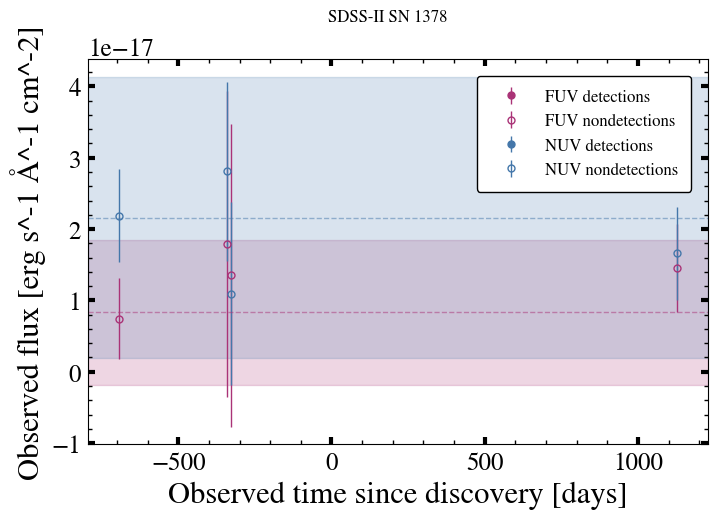 SDSS-II SN 1378
1e−17
FUV detections
FUV nondetections
NUV detections
NUV nondetections
4
3
2
1
0
−1
−500
0
500
1000
Observed time since discovery [days]
Observed flux [erg s^-1 Å^-1 cm^-2]